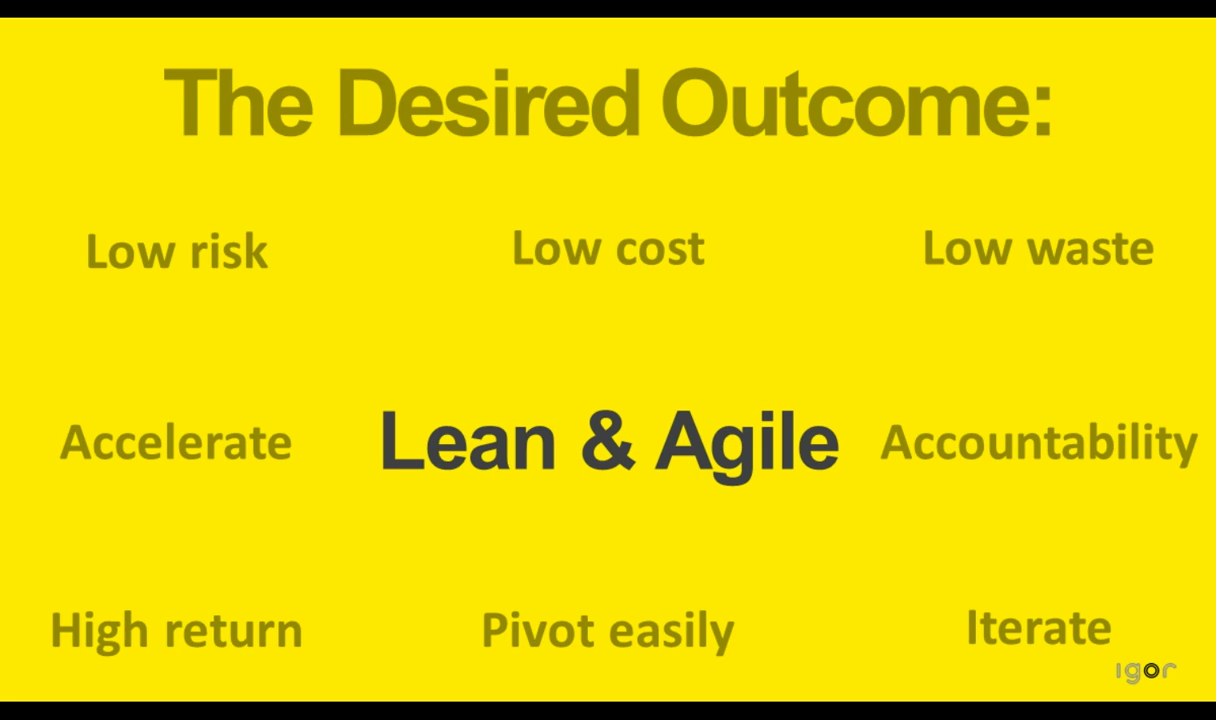 The Desired Outcome:
Low risk
Low cost
Low waste
Accelerate
Lean & Agile
Accountability
High return
Pivot easily
Iterate
igor